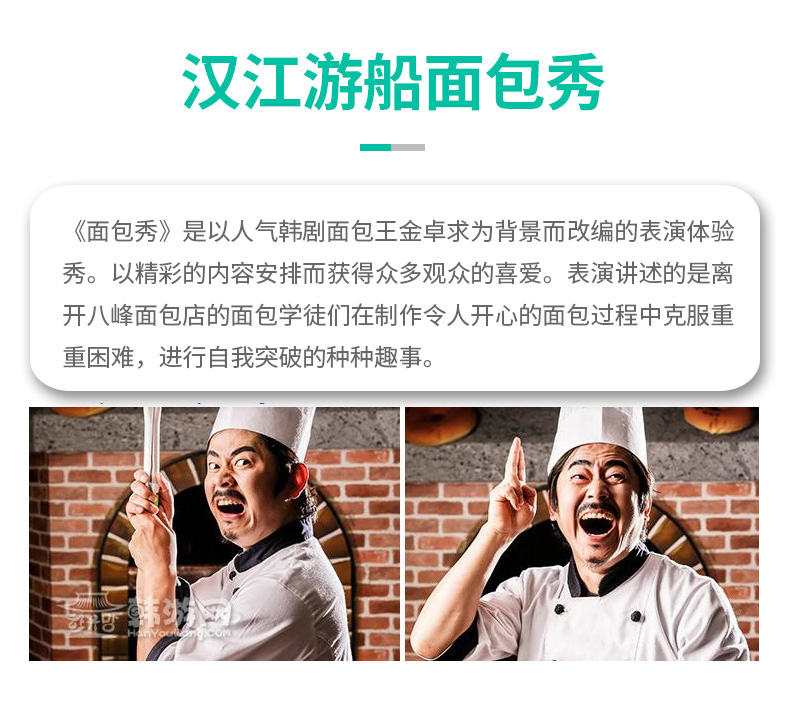 汉江游船面包秀
《面包秀》是以人气韩剧面包王金卓求为背景而改编的表演体验
秀。以精彩的内容安排而获得众多观众的喜爱。表演讲述的是离
开八峰面包店的面包学徒们在制作令人开心的面包过程中克服重
重困难，进行自我突破的种种趣事。
韩游网
HanYouWang.COM